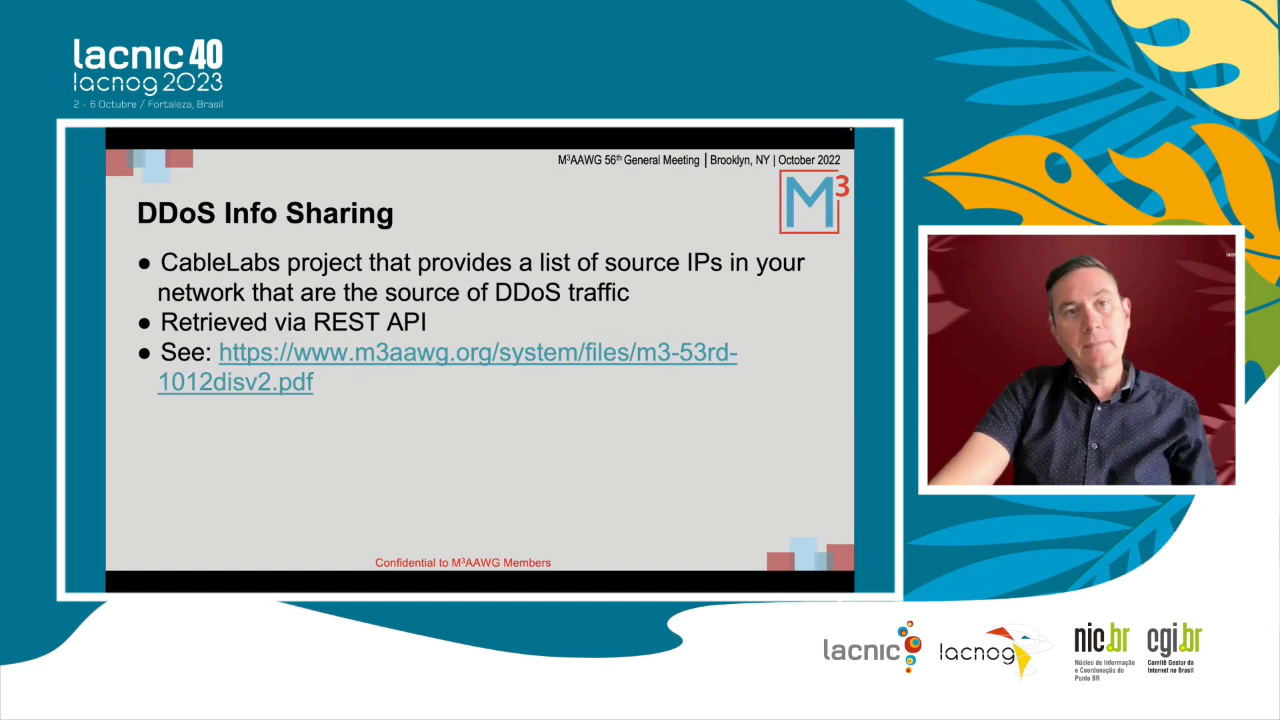 lacnic 40
lacnog 2023
2 - 6 Octubre / Fortaleza, Brasil
M³AAWG 56th General Meeting | Brooklyn, NY | October 2022
M3
DDoS Info Sharing
● CableLabs project that provides a list of source IPs in your
network that are the source of DDoS traffic
● Retrieved via REST API
● See: https://www.m3aawg.org/system/files/m3-53rd-
1012disv2.pdf
Confidential to M³AAWG Members
lacnic
lacnog
nic.br
Núcleo de Informação
e Coordenação do
Ponto BR
cgi.br
Comitê Gestor da
Internet no Brasil